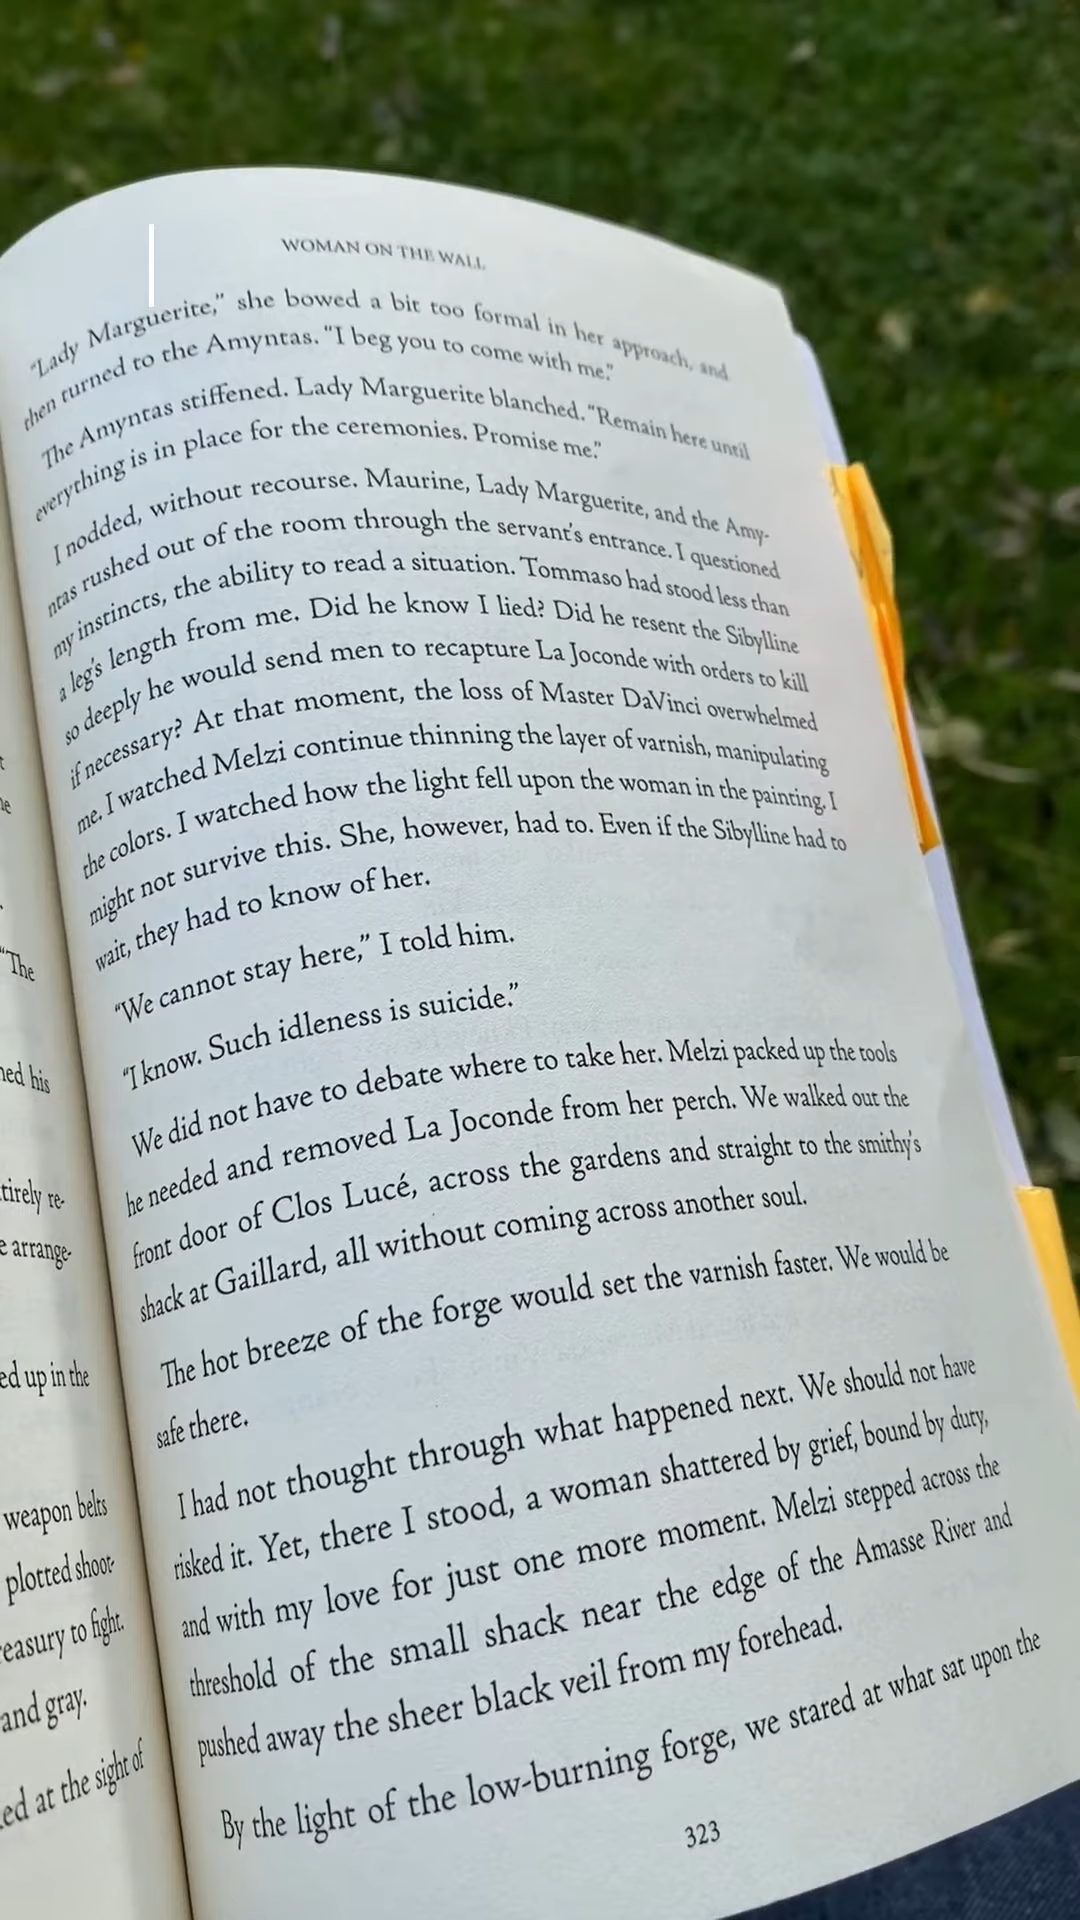 WOMAN ON THE WALL
"Lady Marguerite," she bowed a bit too formal in her approach, and
then turned to the Amyntas. "I beg you to come with me."
The Amyntas stiffened. Lady Marguerite blanched. "Remain here until
everything is in place for the ceremonies. Promise me."
I nodded, without recourse. Maurine, Lady Marguerite, and the Amy-
ntas rushed out of the room through the servant's entrance. I questioned
my instincts, the ability to read a situation. Tommaso had stood less than
a leg's length from me. Did he know I lied? Did he resent the Sibylline
so deeply he would send men to recapture La Joconde with orders to kill
if necessary? At that moment, the loss of Master DaVinci overwhelmed
me. I watched Melzi continue thinning the layer of varnish, manipulating
the colors. I watched how the light fell upon the woman in the painting. I
might not survive this. She, however, had to. Even if the Sibylline had to
wait, they had to know of her.
"We cannot stay here," I told him.
"I know. Such idleness is suicide."
We did not have to debate where to take her. Melzi packed up the tools
he needed and removed La Joconde from her perch. We walked out the
front door of Clos Lucé, across the gardens and straight to the smithy's
shack at Gaillard, all without coming across another soul.
The hot breeze of the forge would set the varnish faster. We would be
safe there.
I had not thought through what happened next. We should not have
risked it. Yet, there I stood, a woman shattered by grief, bound by duty,
and with my love for just one more moment. Melzi stepped across the
threshold of the small shack near the edge of the Amasse River and
pushed away the sheer black veil from my forehead.
By the light of the low-burning forge, we stared at what sat upon the
323
"The
his
tirely re-
arrange-
ed up in the
weapon belts
plotted shoot-
to fight.
and gray.
at the sight of